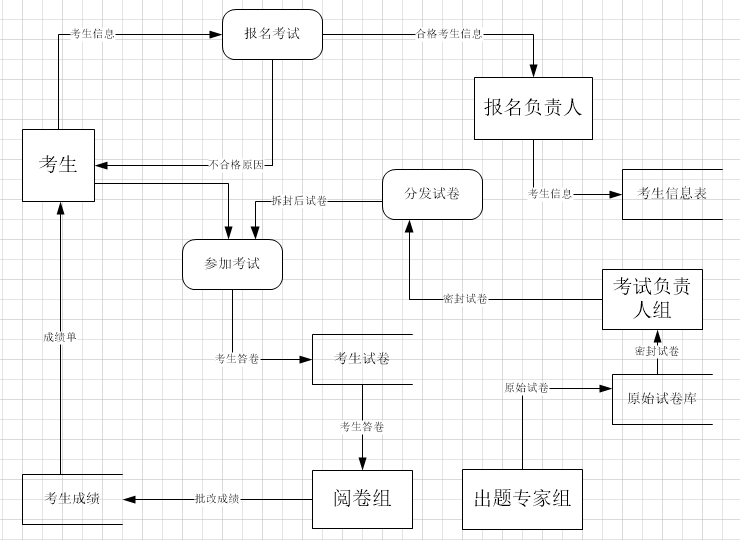 考生信息
报名考试
合格考生信息
报名负责人
考生
不合格原因
考生信息
考生信息表
分发试卷
拆封后试卷
参加考试
考试负责
人组
密封试卷
成绩单
考生答卷
考生试卷
密封试卷
原始试卷
原始试卷库
考生答卷
考生成绩
批改成绩
阅卷组
出题专家组